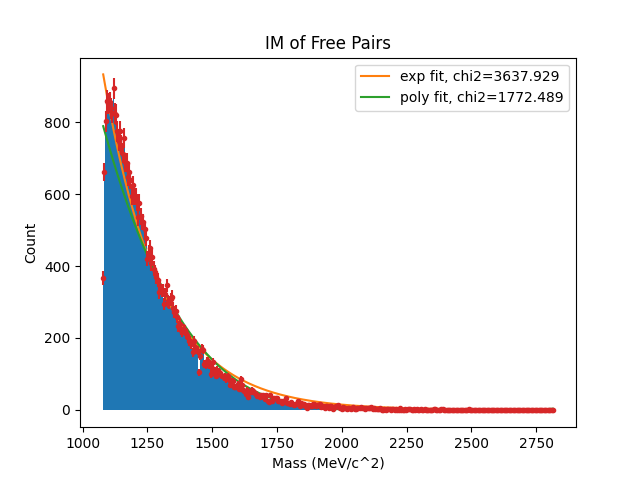 IM of Free Pairs
exp fit, chi2=3637.929
poly fit, chi2=1772.489
Count
800
600
400
200
0
1000 1250 1500 1750 2000 2250 2500 2750
Mass (MeV/c^2)